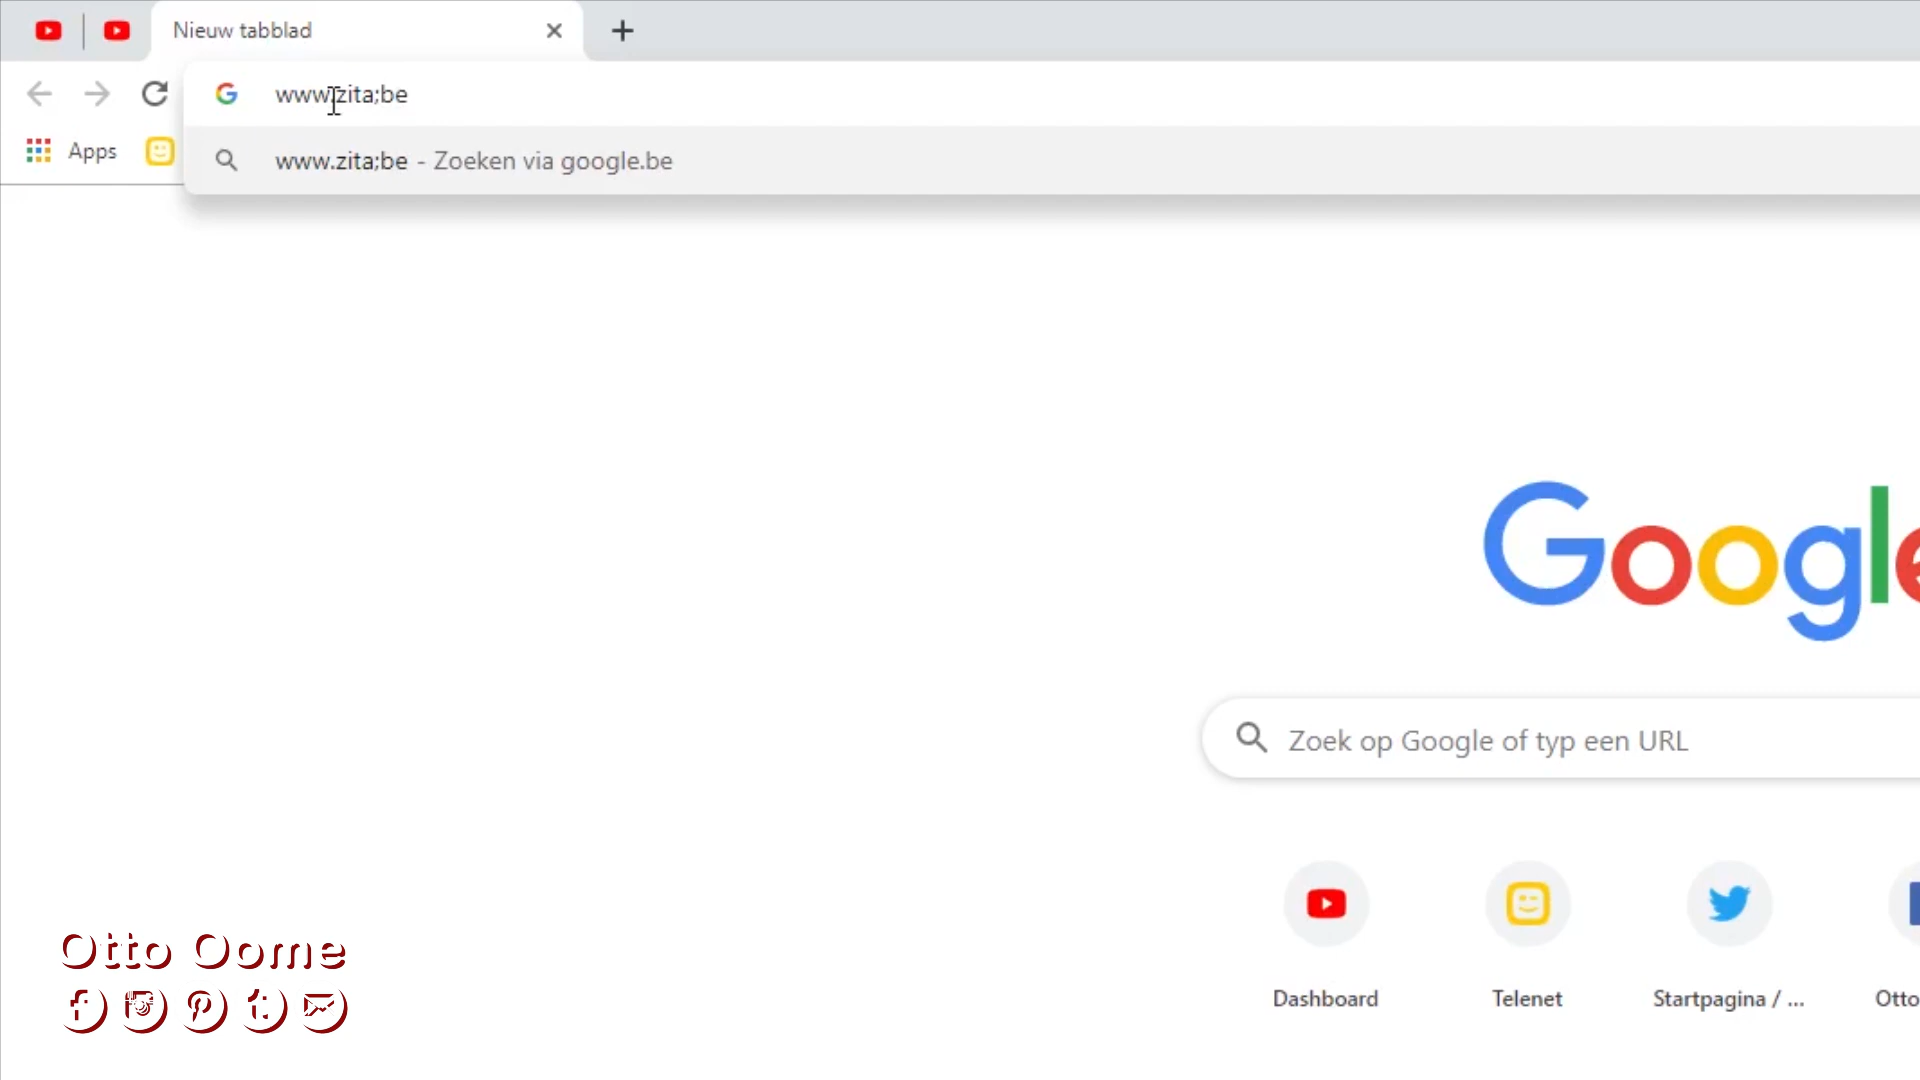 Nieuw tabblad
www.zita;be
Apps
www.zita;be - Zoeken via google.be
Google
Zoek op Google of typ een URL
Dashboard
Telenet
Startpagina / ...
Otto
Otto Oome